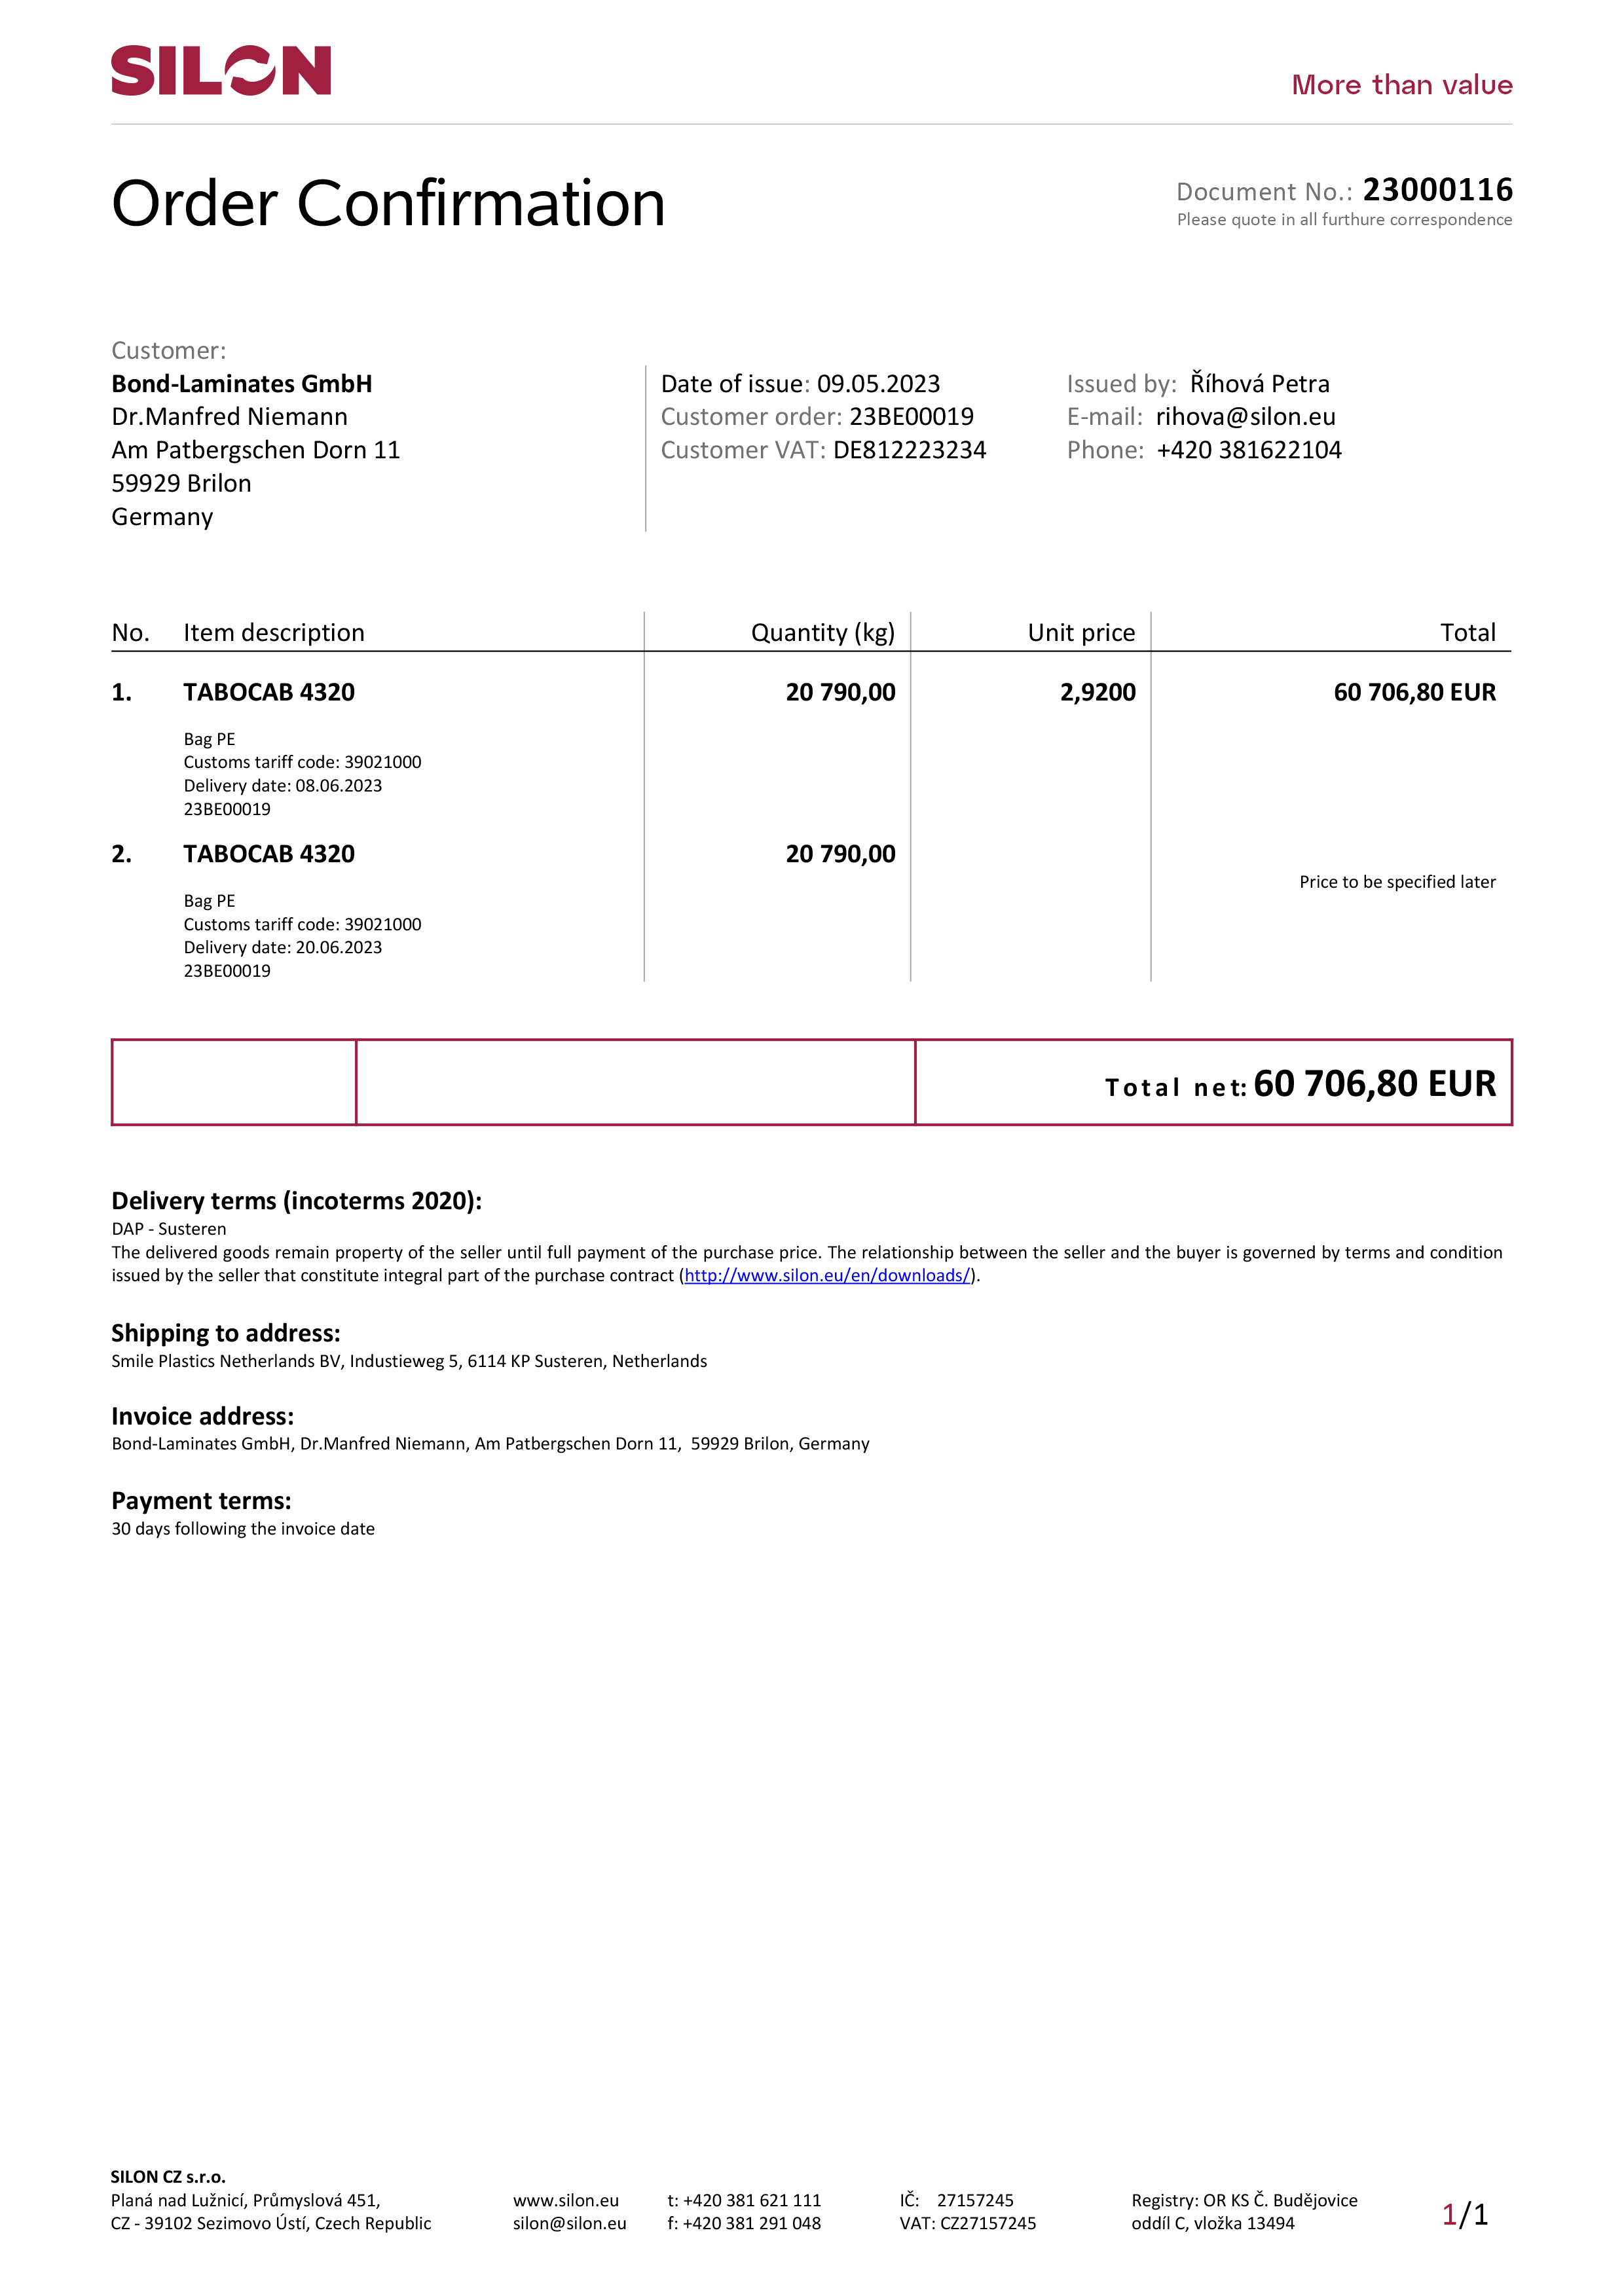 SILON
More than value
Order Confirmation
Document No.: 23000116
Please quote in all furthure correspondence
Customer:
Bond-Laminates GmbH
Dr.Manfred Niemann
Am Patbergschen Dorn 11
59929 Brilon
Germany
Date of issue: 09.05.2023
Customer order: 23BE00019
Customer VAT: DE812223234
Issued by: Říhová Petra
E-mail: rihova@silon.eu
Phone: +420 381622104
No. Item description Quantity (kg) Unit price Total
1. TABOCAB 4320 20 790,00 2,9200 60 706,80 EUR
Bag PE
Customs tariff code: 39021000
Delivery date: 08.06.2023
23BE00019
2. TABOCAB 4320 20 790,00
Price to be specified later
Bag PE
Customs tariff code: 39021000
Delivery date: 20.06.2023
23BE00019
Total net: 60 706,80 EUR
Delivery terms (incoterms 2020):
DAP - Susteren
The delivered goods remain property of the seller until full payment of the purchase price. The relationship between the seller and the buyer is governed by terms and condition
issued by the seller that constitute integral part of the purchase contract (http://www.silon.eu/en/downloads/).
Shipping to address:
Smile Plastics Netherlands BV, Industieweg 5, 6114 KP Susteren, Netherlands
Invoice address:
Bond-Laminates GmbH, Dr.Manfred Niemann, Am Patbergschen Dorn 11, 59929 Brilon, Germany
Payment terms:
30 days following the invoice date
SILON CZ s.r.o.
Planá nad Lužnicí, Průmyslová 451,
CZ - 39102 Sezimovo Ústí, Czech Republic
www.silon.eu
silon@silon.eu
t: +420 381 621 111
f: +420 381 291 048
IČ: 27157245
VAT: CZ27157245
Registry: OR KS Č. Budějovice
oddíl C, vložka 13494
1/1